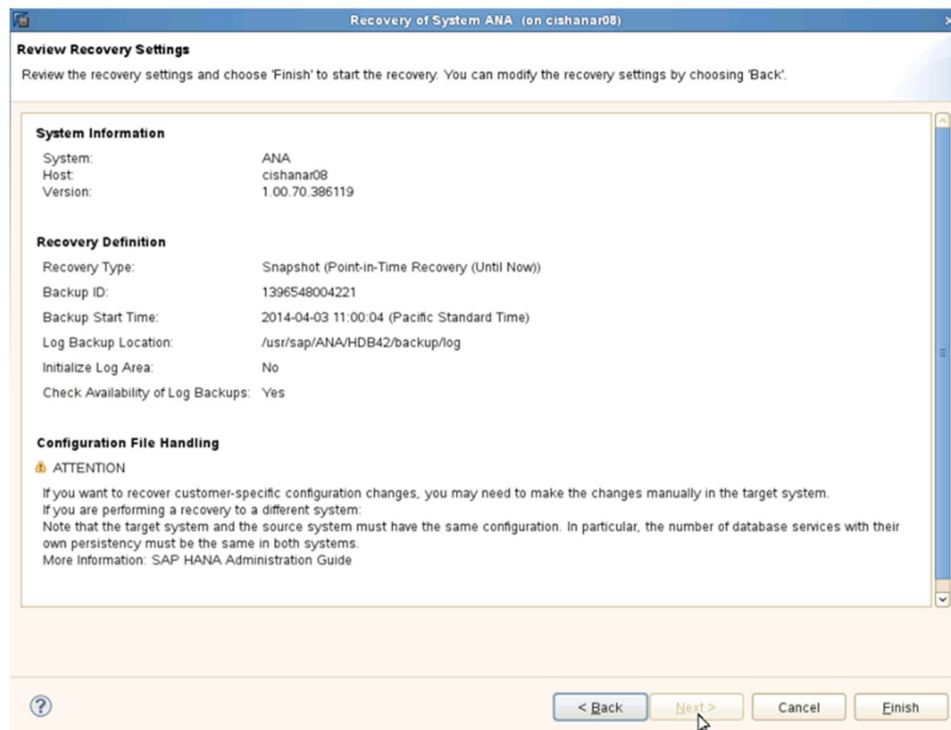 Recovery of System ANA (on cishanar08)
Review Recovery Settings
Review the recovery settings and choose 'Finish' to start the recovery. You can modify the recovery settings by choosing 'Back'.
System Information
System: ANA
Host: cishanar08
Version: 1.00.70.386119
Recovery Definition
Recovery Type: Snapshot (Point-in-Time Recovery (Until Now))
Backup ID: 1396548004221
Backup Start Time: 2014-04-03 11:00:04 (Pacific Standard Time)
Log Backup Location: /usr/sap/ANA/HDB42/backup/log
Initialize Log Area: No
Check Availability of Log Backups: Yes
Configuration File Handling
ATTENTION
If you want to recover customer-specific configuration changes, you may need to make the changes manually in the target system.
If you are performing a recovery to a different system:
Note that the target system and the source system must have the same configuration. In particular, the number of database services with their
own persistency must be the same in both systems.
More Information: SAP HANA Administration Guide
? < Back Next > Cancel Finish